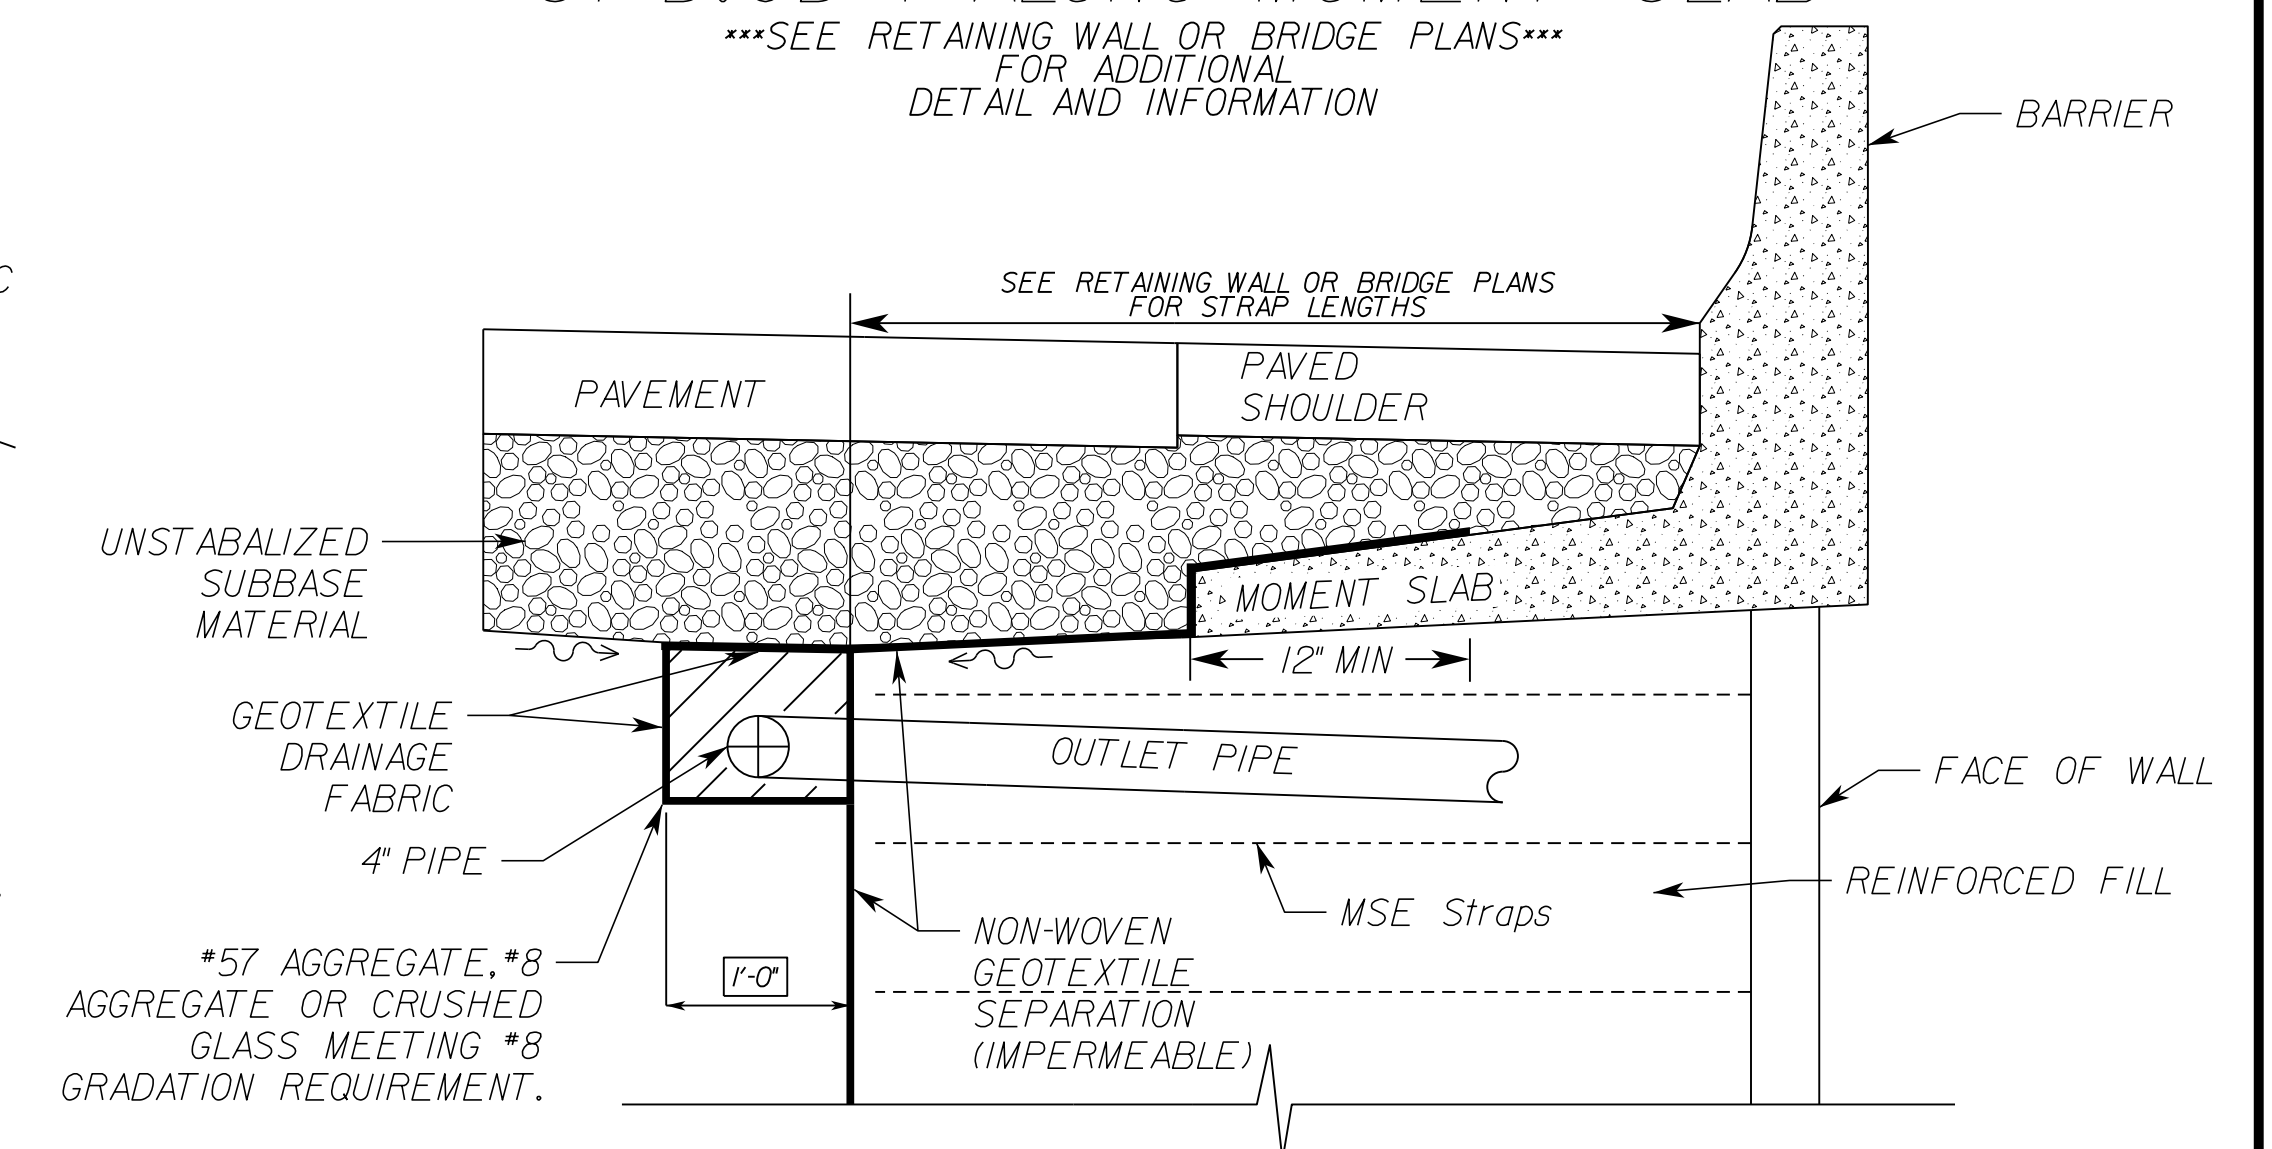 ***SEE RETAINING WALL OR BRIDGE PLANS***
FOR ADDITIONAL
DETAIL AND INFORMATION
BARRIER
SEE RETAINING WALL OR BRIDGE PLANS
FOR STRAP LENGTHS
PAVEMENT
PAVED
SHOULDER
UNSTABALIZED
SUBBASE
MATERIAL
MOMENT SLAB
12" MIN
GEOTEXTILE
DRAINAGE
FABRIC
OUTLET PIPE
FACE OF WALL
4" PIPE
REINFORCED FILL
MSE Straps
NON-WOVEN
GEOTEXTILE
SEPARATION
(IMPERMEABLE)
#57 AGGREGATE,#8
AGGREGATE OR CRUSHED
GLASS MEETING #8
GRADATION REQUIREMENT.
1'-0"